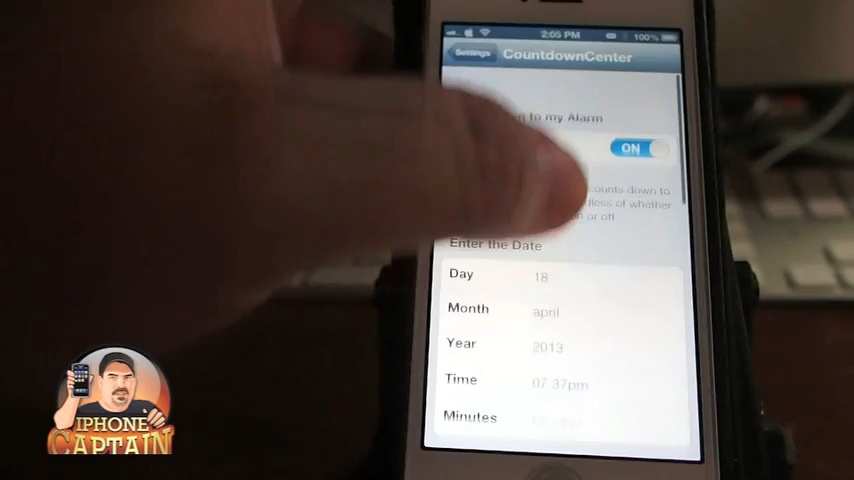 2:05 PM 100%
Settings CountdownCenter
to my Alarm
ON
counts down to
of whether
or off
Enter the Date
Day 18
Month april
Year 2013
Time 07.37pm
Minutes
IPHONE
CAPTAIN